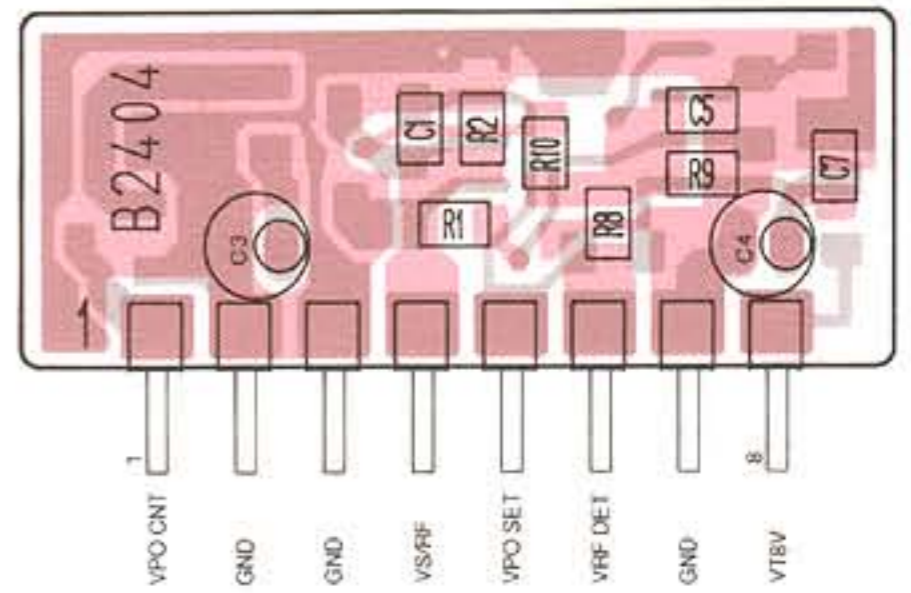 B2404
C1
R2
R10
C5
R9
C7
R1
R8
C3
C4
1
8
VPO CNT
GND
GND
VS/RF
VPO SET
VRF DET
GND
VT8V